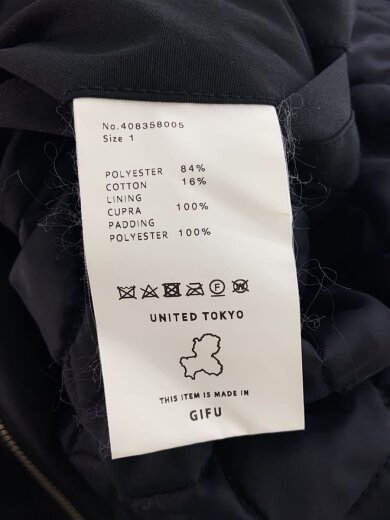 No.408358005
Size 1
POLYESTER 84%
COTTON 16%
LINING
CUPRA 100%
PADDING
POLYESTER 100%
F W
UNITED TOKYO
THIS ITEM IS MADE IN
GIFU